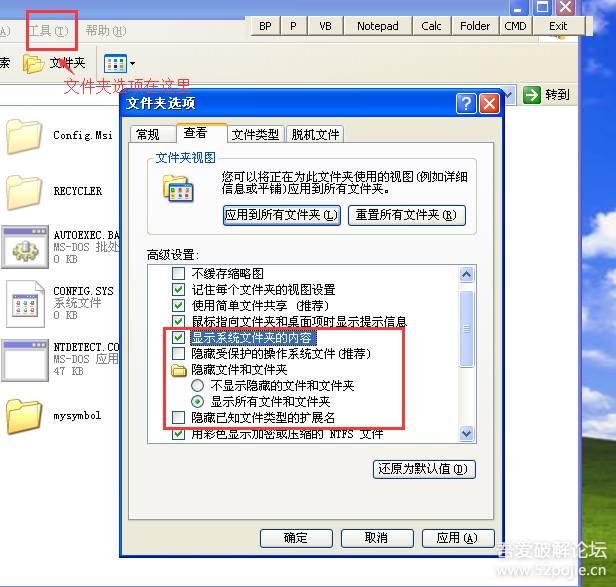 BP P VB Notepad Calc Folder CMD Exit
工具(T) 帮助(H)
索 文件夹
文件夹选项在这里
转到
文件夹选项
常规 查看 文件类型 脱机文件
文件夹视图
您可以将正在为此文件夹使用的视图(例如详细
信息或平铺)应用到所有文件夹。
应用到所有文件夹(L) 重置所有文件夹(R)
高级设置:
不缓存缩略图
记住每个文件夹的视图设置
使用简单文件共享 (推荐)
鼠标指向文件夹和桌面项时显示提示信息
显示系统文件夹的内容
隐藏受保护的操作系统文件(推荐)
隐藏文件和文件夹
不显示隐藏的文件和文件夹
显示所有文件和文件夹
隐藏已知文件类型的扩展名
用彩色显示加密或压缩的 NTFS 文件
还原为默认值(D)
确定 取消 应用(A)
Config.Msi
RECYCLER
AUTOEXEC.BA
MS-DOS 批处
0 KB
CONFIG.SYS
系统文件
0 KB
NTDETECT.CO
MS-DOS 应用
47 KB
mysymbol
吾爱破解论坛
www.52pojie.cn